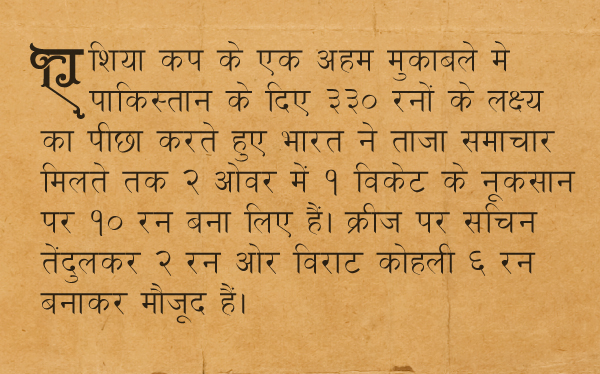 एशिया कप के एक अहम मुकाबले मे
पाकिस्तान के दिए ३३० रनों के लक्ष्य
का पीछा करते हुए भारत ने ताजा समाचार
मिलते तक २ ओवर में १ विकेट के नूकसान
पर १० रन बना लिए हैं। क्रीज पर सचिन
तेंदुलकर २ रन ओर विराट कोहली ६ रन
बनाकर मौजूद हैं।